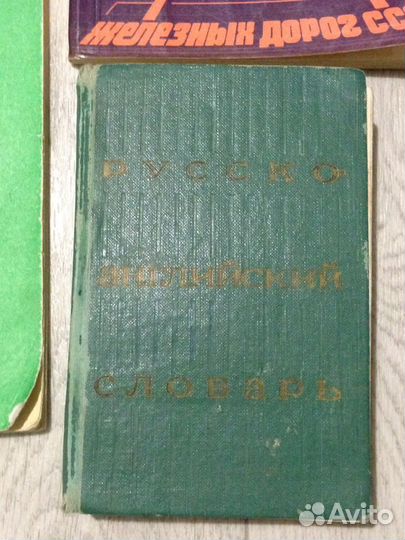 железных дорог СС
русско
английский
словарь
Avito